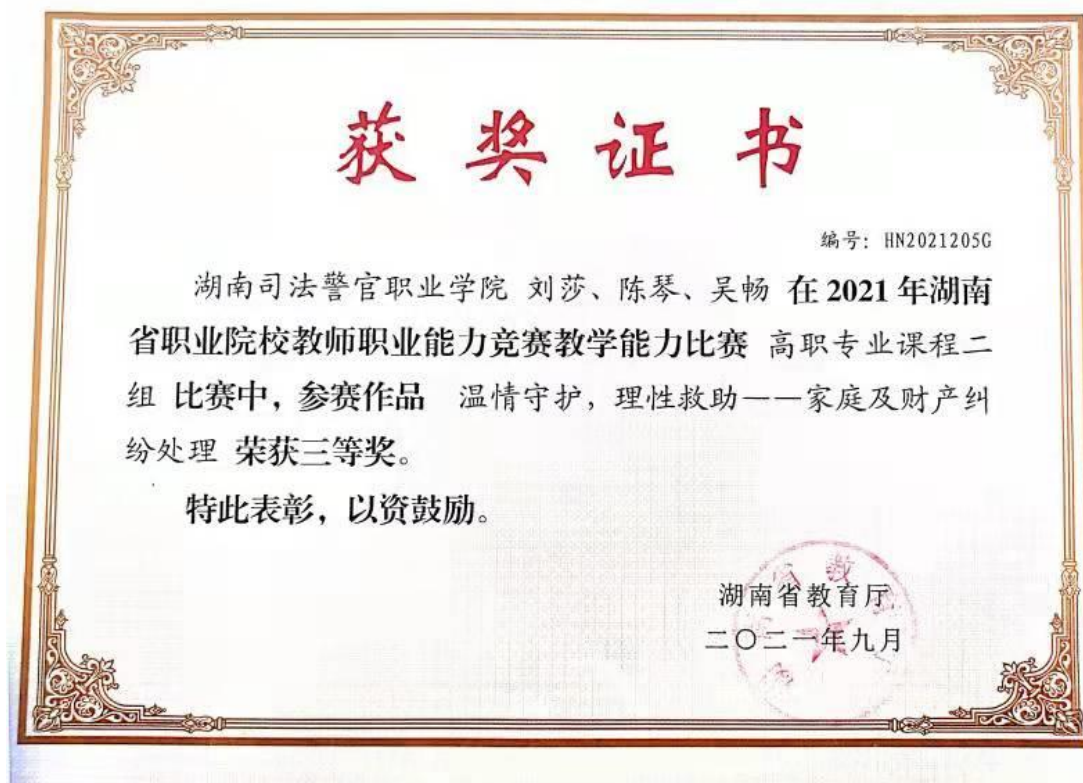 获奖证书
编号：HN2021205G
湖南司法警官职业学院 刘莎、陈琴、吴畅 在2021年湖南
省职业院校教师职业能力竞赛教学能力比赛 高职专业课程二
组 比赛中，参赛作品 温情守护，理性救助——家庭及财产纠
纷处理 荣获三等奖。
特此表彰，以资鼓励。
湖南省教育厅
二〇二一年九月